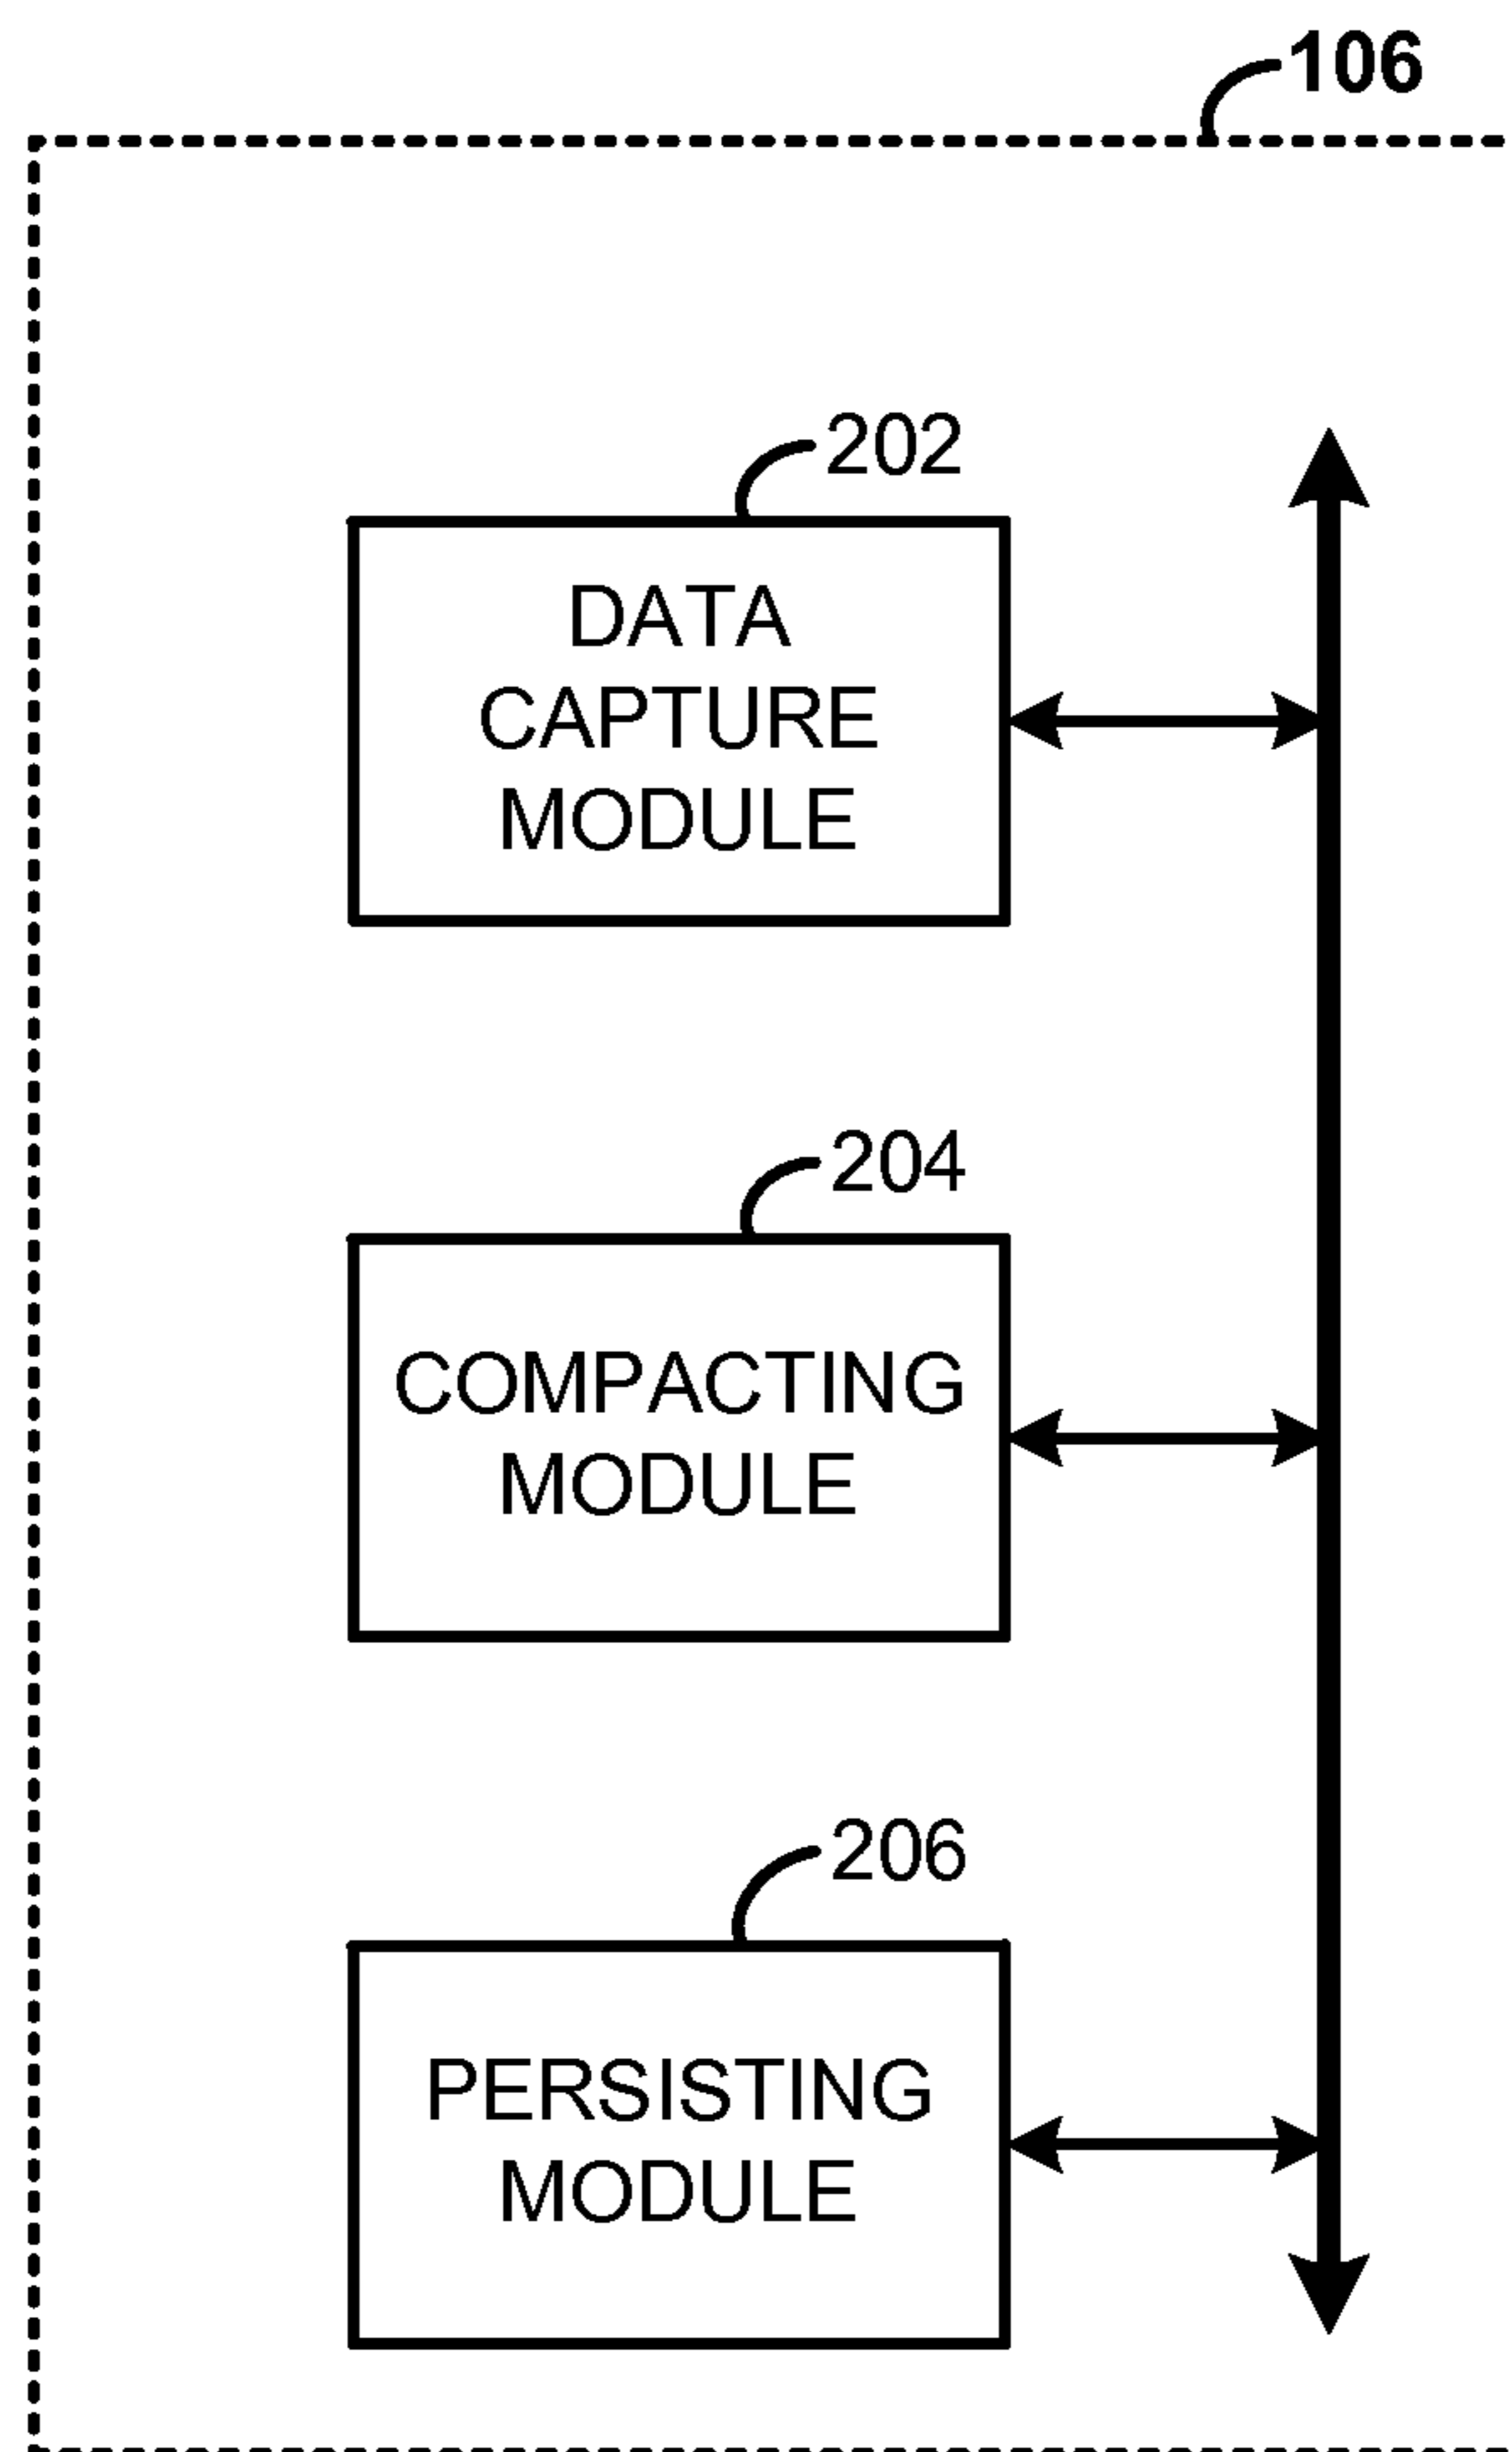 106
202
DATA
CAPTURE
MODULE
204
COMPACTING
MODULE
206
PERSISTING
MODULE